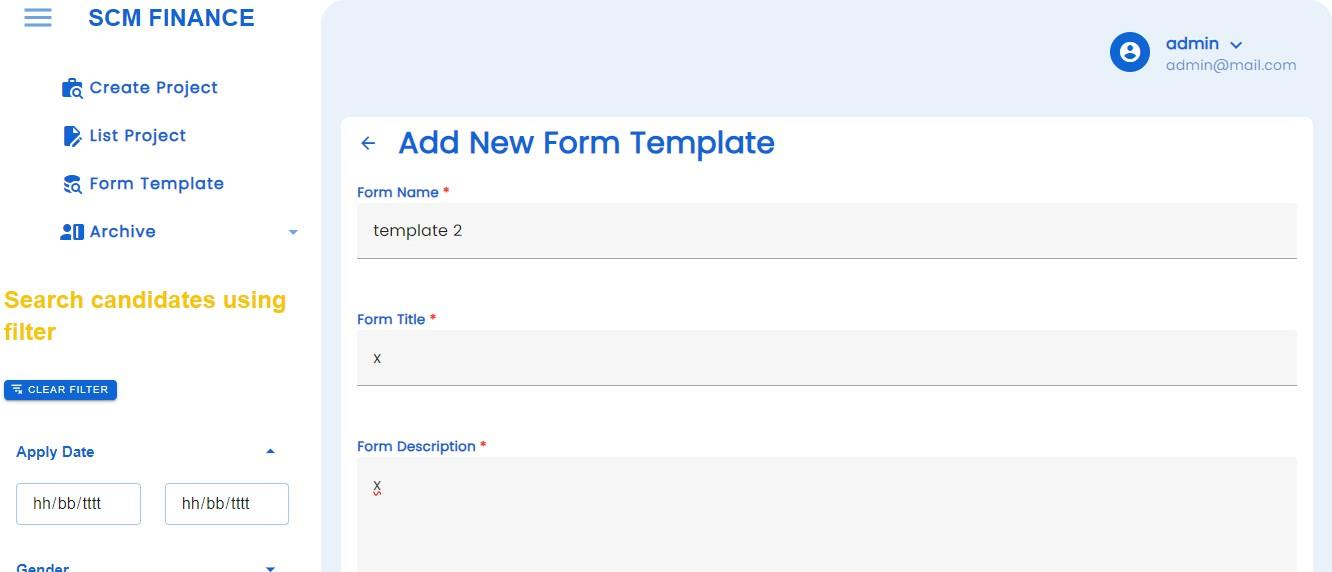 SCM FINANCE
Create Project
List Project
Form Template
Archive
Search candidates using
filter
CLEAR FILTER
Apply Date
hh/bb/tttt hh/bb/tttt
Gender
admin
admin@mail.com
Add New Form Template
Form Name *
template 2
Form Title *
x
Form Description *
x